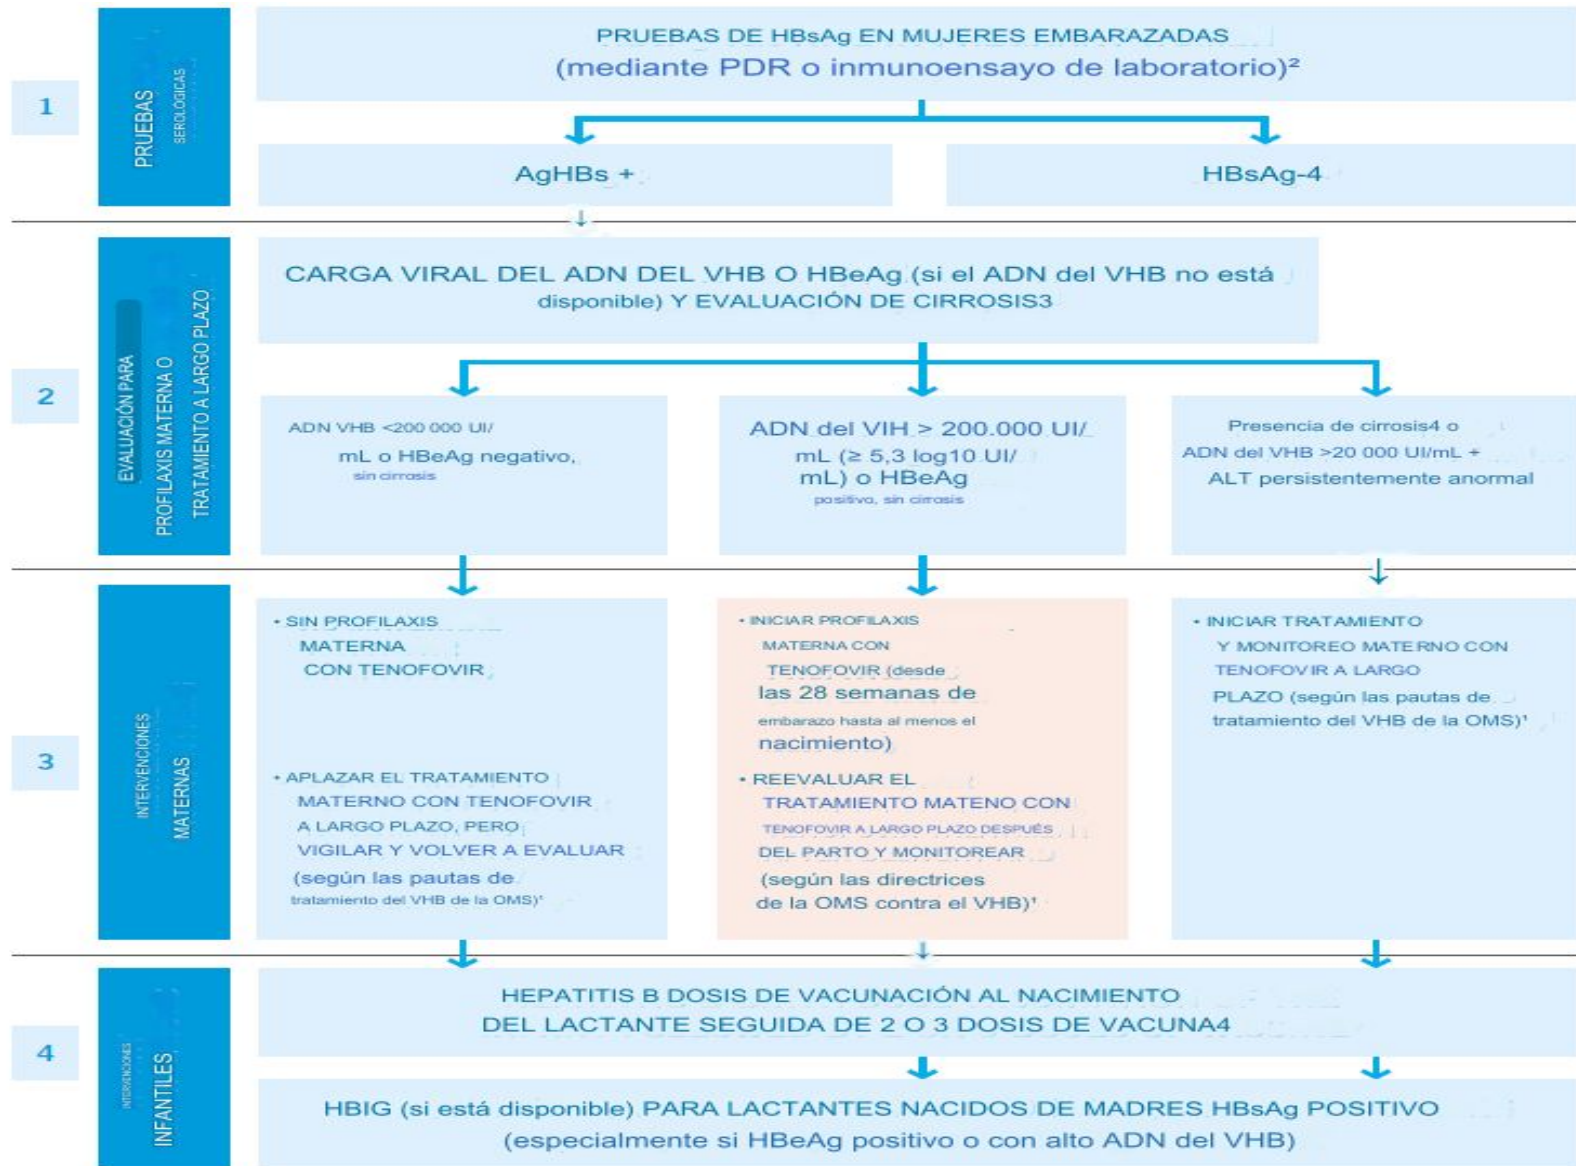 1
PRUEBAS
SEROLÓGICAS
PRUEBAS DE HBsAg EN MUJERES EMBARAZADAS
(mediante PDR o inmunoensayo de laboratorio)²
AgHBs +
HBsAg-4
2
EVALUACIÓN PARA
PROFILAXIS MATERNA O
TRATAMIENTO A LARGO PLAZO
CARGA VIRAL DEL ADN DEL VHB O HBeAg (si el ADN del VHB no está
disponible) Y EVALUACIÓN DE CIRROSIS3
ADN VHB <200 000 UI/
mL o HBeAg negativo,
sin cirrosis
ADN del VIH > 200.000 UI/
mL (≥ 5,3 log10 UI/
mL) o HBeAg
positivo, sin cirrosis
Presencia de cirrosis4 o
ADN del VHB >20 000 UI/mL +
ALT persistentemente anormal
3
INTERVENCIONES
MATERNAS
• SIN PROFILAXIS
MATERNA
CON TENOFOVIR
• APLAZAR EL TRATAMIENTO
MATERNO CON TENOFOVIR
A LARGO PLAZO, PERO
VIGILAR Y VOLVER A EVALUAR
(según las pautas de
tratamiento del VHB de la OMS)¹
• INICIAR PROFILAXIS
MATERNA CON
TENOFOVIR (desde
las 28 semanas de
embarazo hasta al menos el
nacimiento)
• REEVALUAR EL
TRATAMIENTO MATENO CON
TENOFOVIR A LARGO PLAZO DESPUÉS
DEL PARTO Y MONITOREAR
(según las directrices
de la OMS contra el VHB)¹
• INICIAR TRATAMIENTO
Y MONITOREO MATERNO CON
TENOFOVIR A LARGO
PLAZO (según las pautas de
tratamiento del VHB de la OMS)¹
4
INTERVENCIONES
INFANTILES
HEPATITIS B DOSIS DE VACUNACIÓN AL NACIMIENTO
DEL LACTANTE SEGUIDA DE 2 O 3 DOSIS DE VACUNA4
HBIG (si está disponible) PARA LACTANTES NACIDOS DE MADRES HBsAg POSITIVO
(especialmente si HBeAg positivo o con alto ADN del VHB)